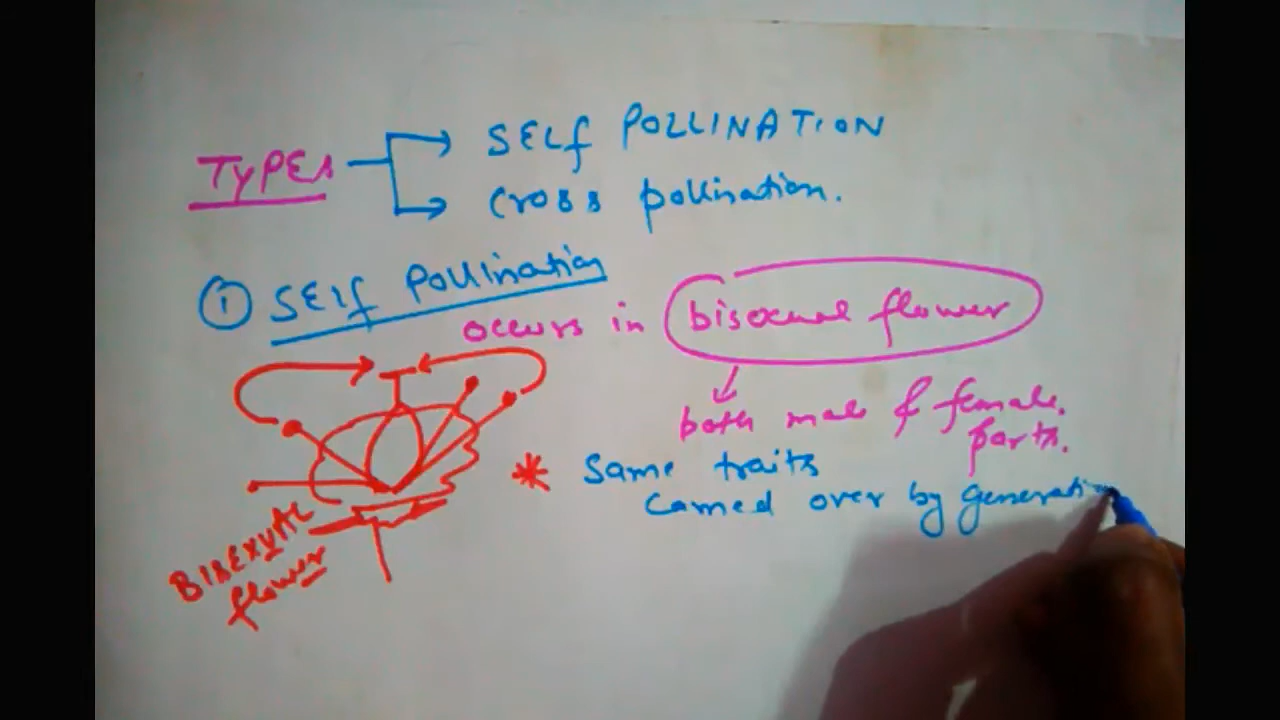 TYPES
SELF POLLINATION
cross pollination.
① SELF Pollination
occurs in bisexual flower
both male & female
parts.
* Same traits
carried over by generati
BISEXUAL
flower